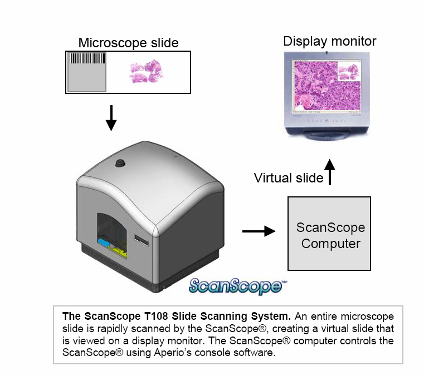 Microscope slide
Display monitor
Virtual slide
ScanScope
Computer
ScanScope™
The ScanScope T108 Slide Scanning System. An entire microscope
slide is rapidly scanned by the ScanScope®, creating a virtual slide that
is viewed on a display monitor. The ScanScope® computer controls the
ScanScope® using Aperio's console software.